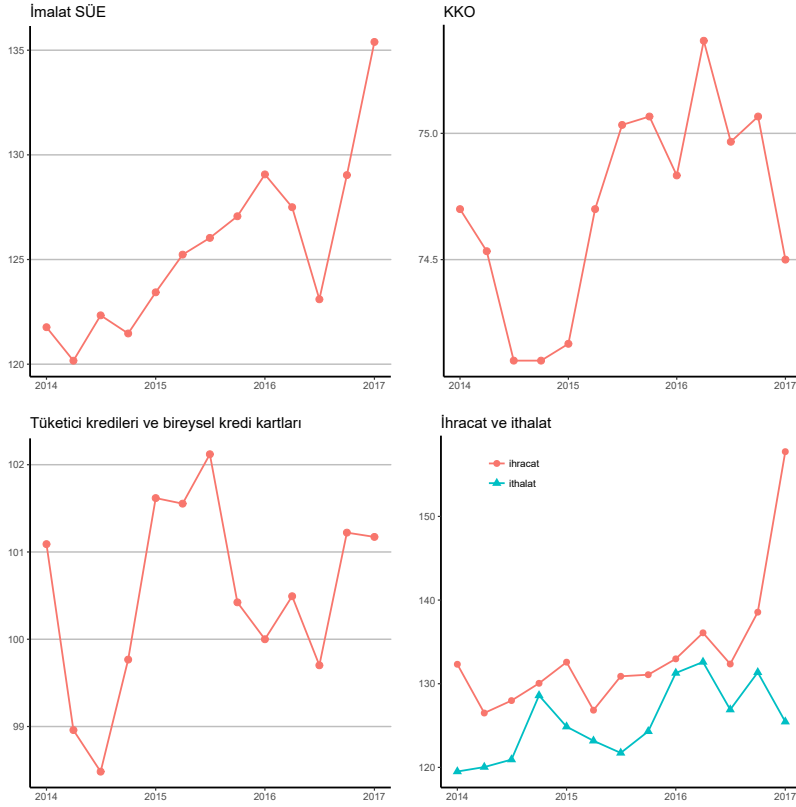 İmalat SÜE
135
130
125
120
2014 2015 2016 2017
KKO
75.0
74.5
2014 2015 2016 2017
Tüketici kredileri ve bireysel kredi kartları
102
101
100
99
2014 2015 2016 2017
İhracat ve ithalat
ihracat
ithalat
150
140
130
120
2014 2015 2016 2017